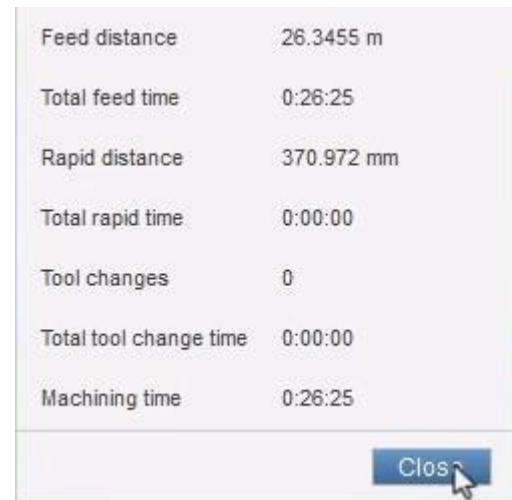 Feed distance 26.3455 m
Total feed time 0:26:25
Rapid distance 370.972 mm
Total rapid time 0:00:00
Tool changes 0
Total tool change time 0:00:00
Machining time 0:26:25
Close